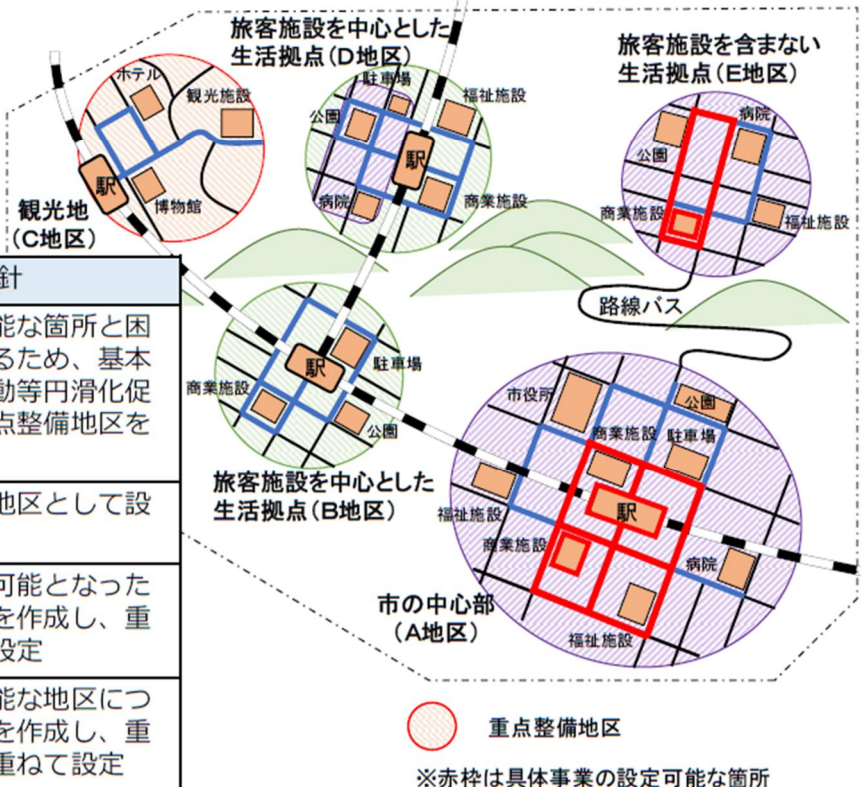 旅客施設を中心とした
生活拠点（D地区）
旅客施設を含まない
生活拠点（E地区）
ホテル
観光施設
博物館
駅
観光地
（C地区）
駐車場
福祉施設
公園
駅
病院
商業施設
病院
公園
商業施設
福祉施設
路線バス
針
能な箇所と困
るため、基本
動等円滑化促
点整備地区を
地区として設
可能となった
を作成し、重
設定
能な地区につ
を作成し、重
重ねて設定
駅
駐車場
商業施設
公園
旅客施設を中心とした
生活拠点（B地区）
市役所
公園
商業施設
駐車場
駅
福祉施設
商業施設
病院
福祉施設
市の中心部
（A地区）
重点整備地区
※赤枠は具体事業の設定可能な箇所